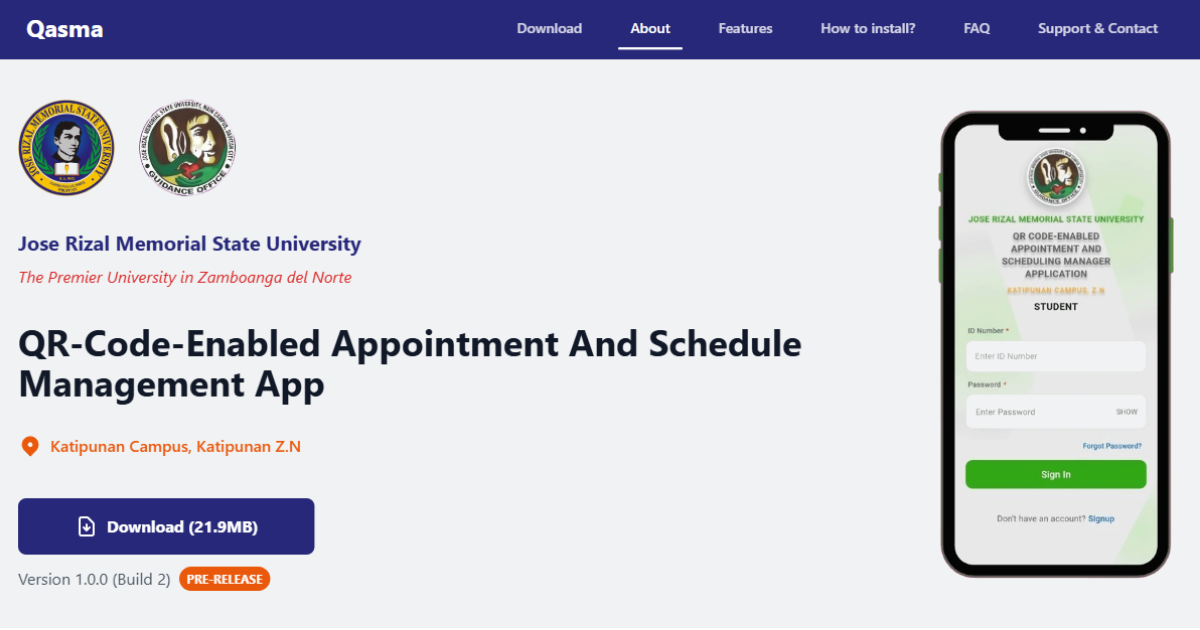 Qasma
Download
About
Features
How to install?
FAQ
Support & Contact
JOSE RIZAL MEMORIAL STATE UNIVERSITY
GUIDANCE OFFICE
Jose Rizal Memorial State University
The Premier University in Zamboanga del Norte
QR-Code-Enabled Appointment And Schedule
Management App
Katipunan Campus, Katipunan Z.N
Download (21.9MB)
Version 1.0.0 (Build 2)
PRE-RELEASE
GUIDANCE OFFICE
JOSE RIZAL MEMORIAL STATE UNIVERSITY
QR CODE-ENABLED
APPOINTMENT AND
SCHEDULING MANAGER
APPLICATION
KATIPUNAN CAMPUS, Z.N
STUDENT
ID Number *
Enter ID Number
Password *
Enter Password
SHOW
Forgot Password?
Sign In
Don't have an account? Signup